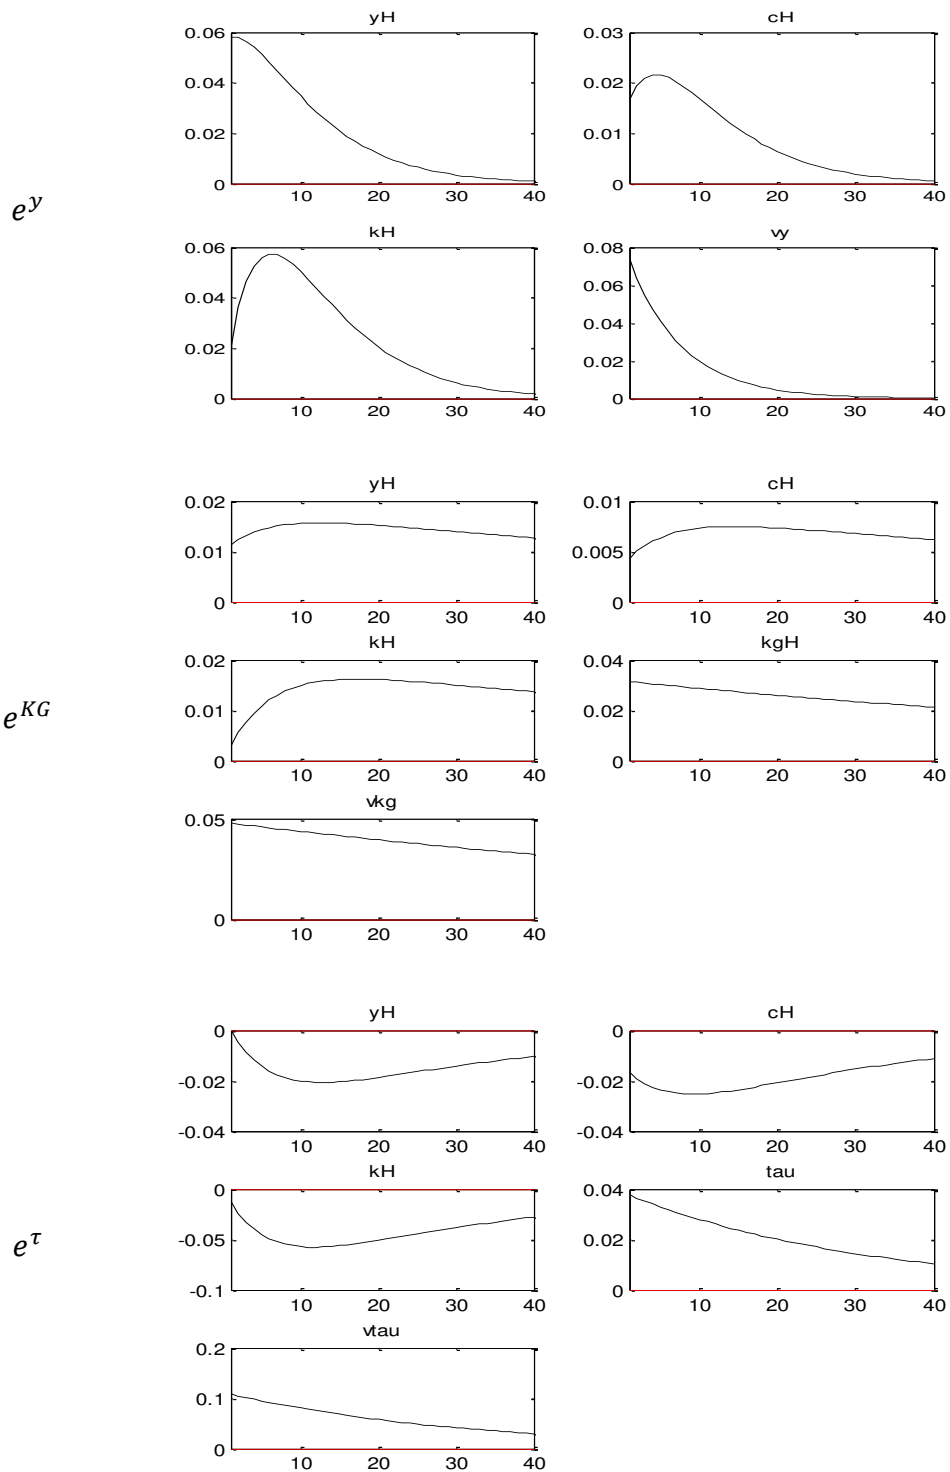 yH cH
0.06 0.03
0.04 0.02
0.02 0.01
0 0
10 20 30 40 10 20 30 40
e^y
kH vy
0.06 0.08
0.04 0.06
0.02 0.04
0 0.02
0
10 20 30 40 10 20 30 40
yH cH
0.02 0.01
0.01 0.005
0 0
10 20 30 40 10 20 30 40
kH kgH
0.02 0.04
e^KG
0.01 0.02
0 0
10 20 30 40 10 20 30 40
vkg
0.05
0
10 20 30 40
yH cH
0 0
-0.02 -0.02
-0.04 -0.04
10 20 30 40 10 20 30 40
kH tau
0 0.04
e^τ
-0.05 0.02
-0.1 0
10 20 30 40 10 20 30 40
vtau
0.2
0.1
0
10 20 30 40